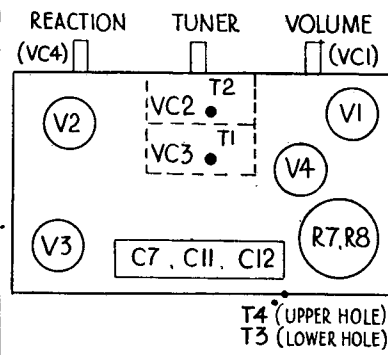 REACTION TUNER VOLUME
(VC4) (VC1)
T2
VC2
V2 V1
T1
VC3
V4
V3 R7,R8
C7 , C11 , C12
T4 (UPPER HOLE)
T3 (LOWER HOLE)